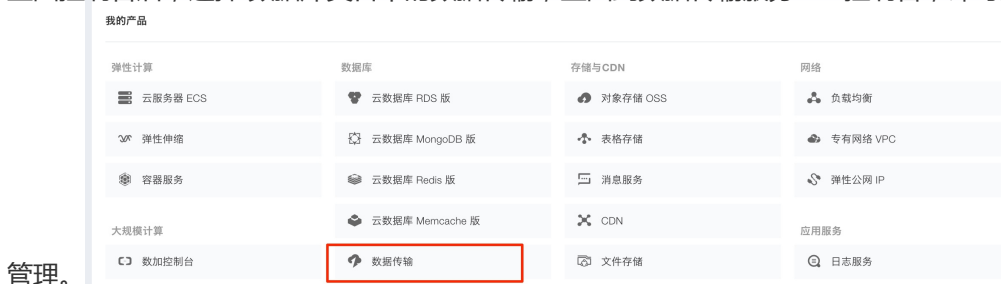 我的产品
弹性计算 数据库 存储与CDN 网络
云服务器 ECS 云数据库 RDS 版 对象存储 OSS 负载均衡
弹性伸缩 云数据库 MongoDB 版 表格存储 专有网络 VPC
容器服务 云数据库 Redis 版 消息服务 弹性公网 IP
云数据库 Memcache 版 CDN
大规模计算 应用服务
数加控制台 数据传输 文件存储 日志服务
管理。